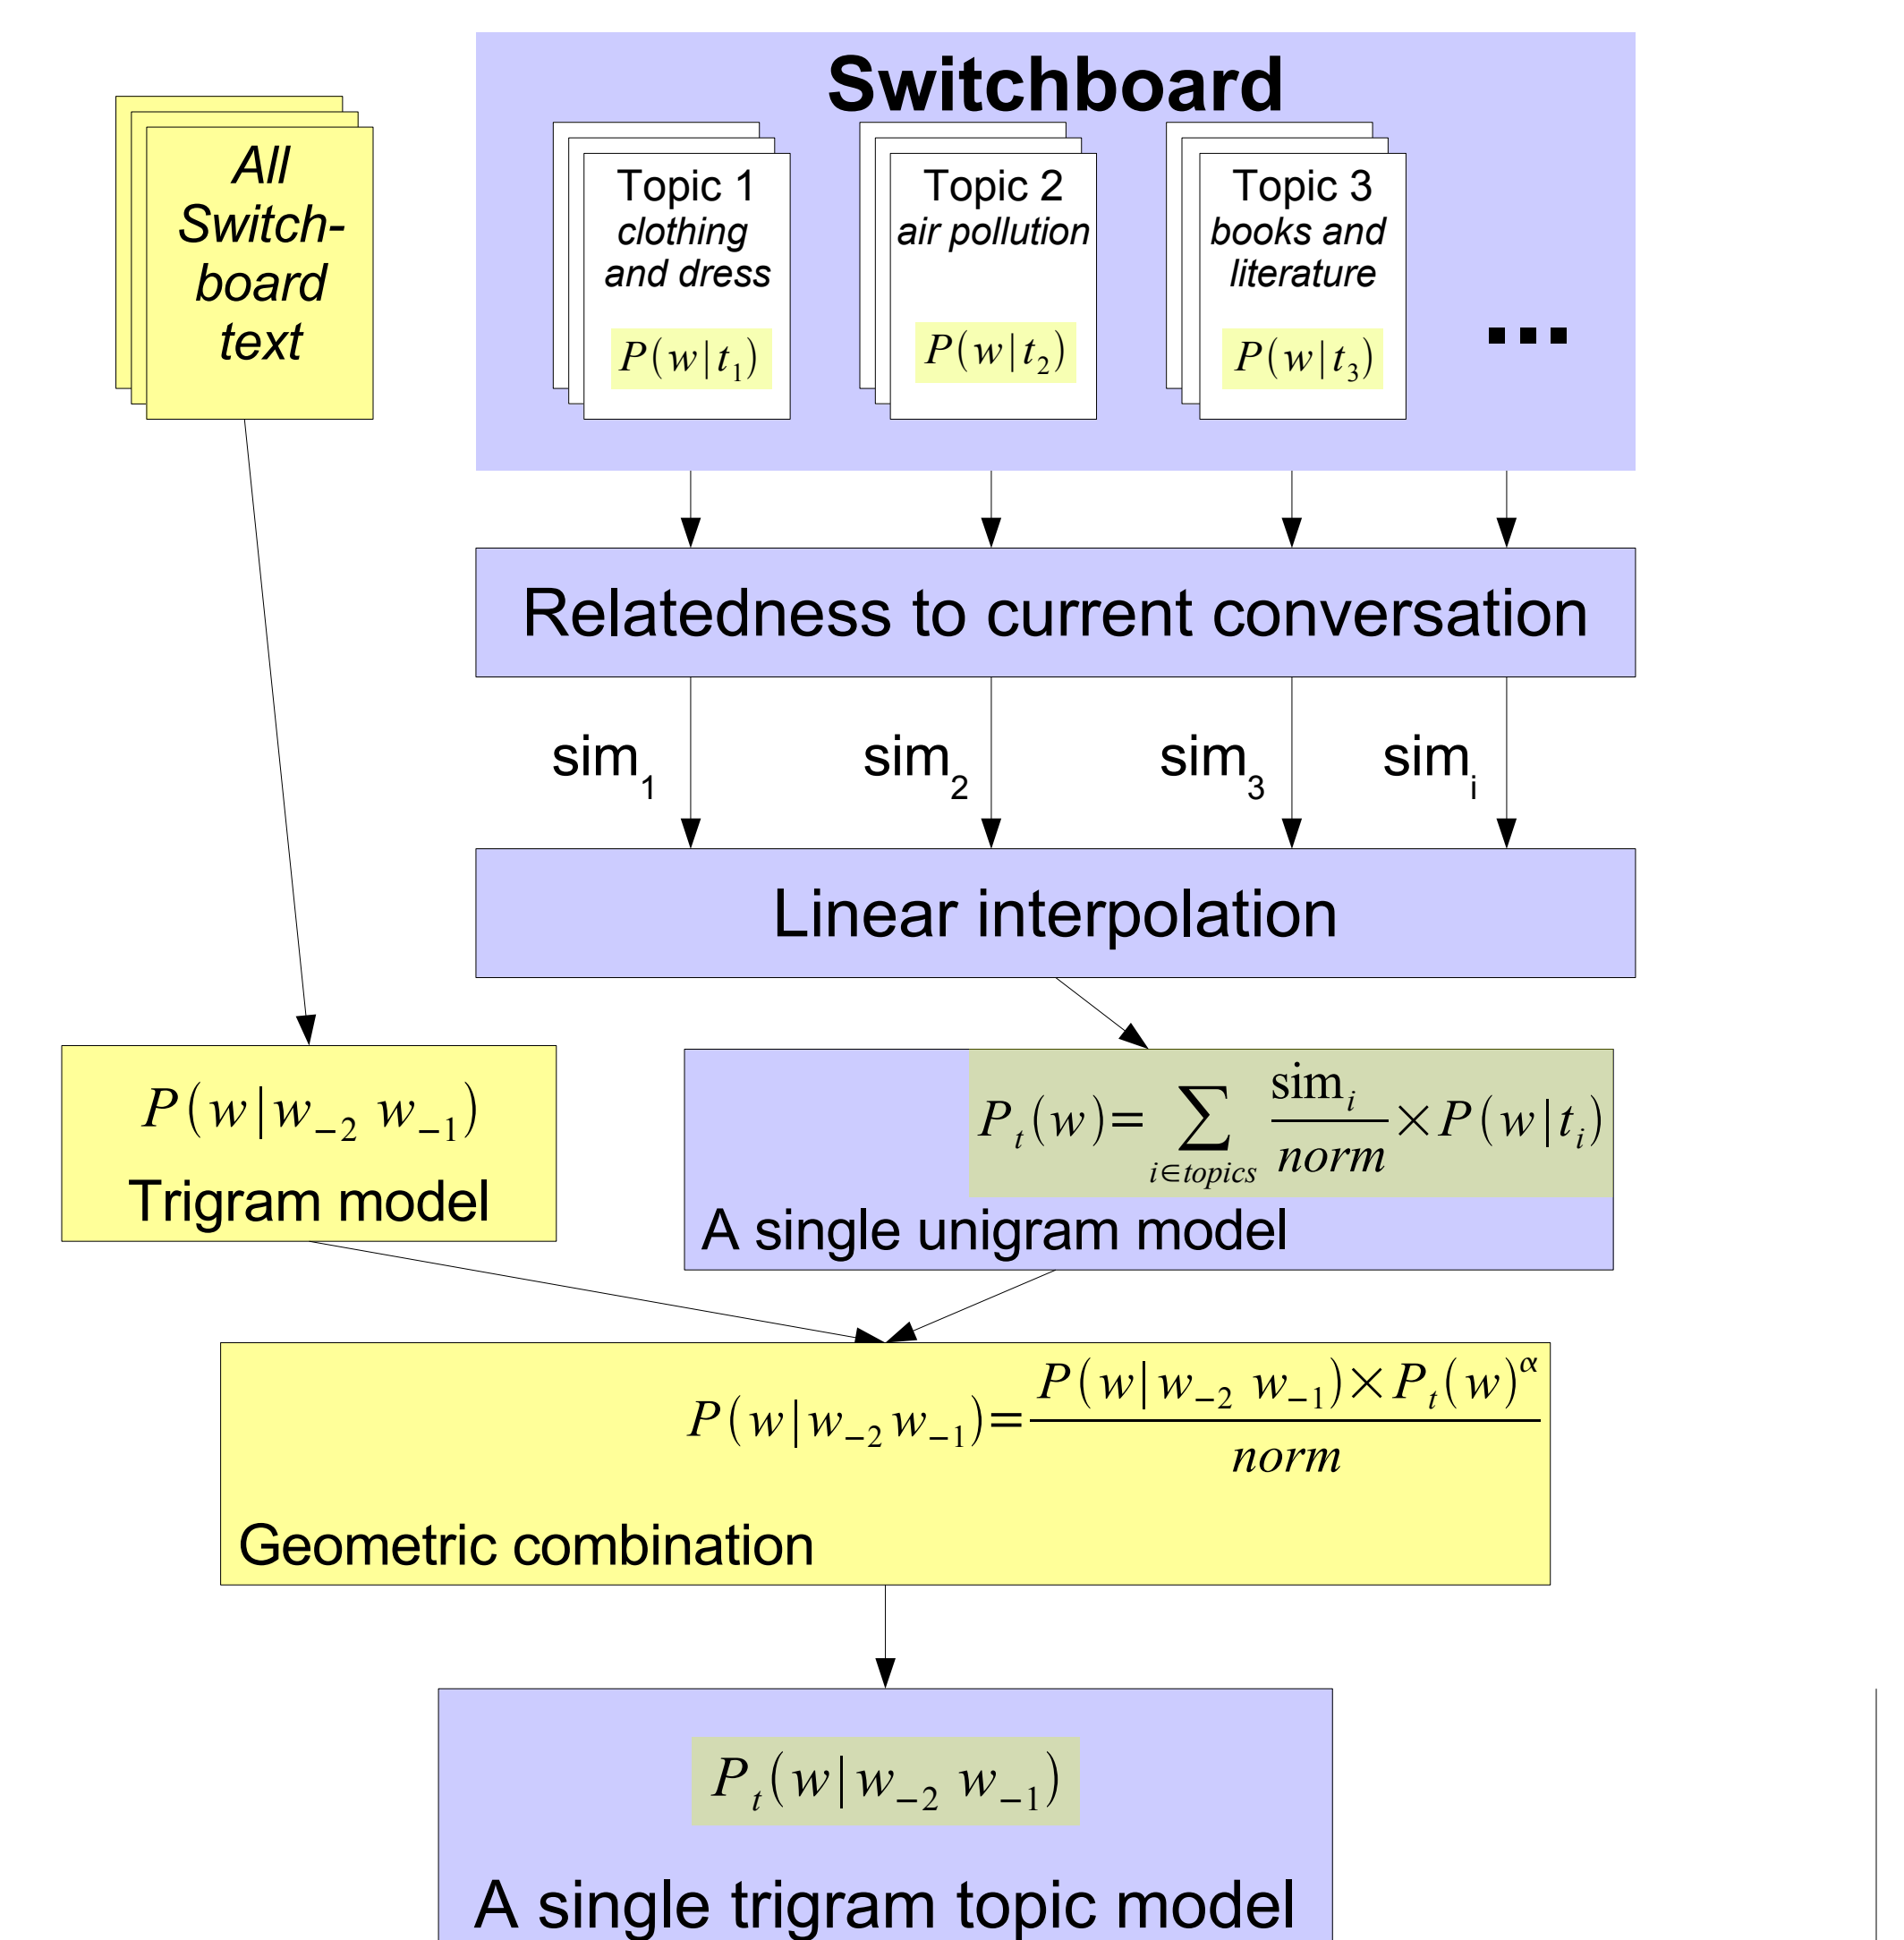 Switchboard
All
Switch-
board
text
Topic 1
clothing
and dress
P(w|t₁)
Topic 2
air pollution
P(w|t₂)
Topic 3
books and
literature
P(w|t₃)
...
Relatedness to current conversation
sim₁ sim₂ sim₃ simᵢ
Linear interpolation
P(w|w₋₂ w₋₁)
Trigram model
Pₜ(w)=∑_{i∈topics} simᵢ/norm×P(w|tᵢ)
A single unigram model
P(w|w₋₂ w₋₁)=P(w|w₋₂ w₋₁)×Pₜ(w)^α/norm
Geometric combination
Pₜ(w|w₋₂ w₋₁)
A single trigram topic model